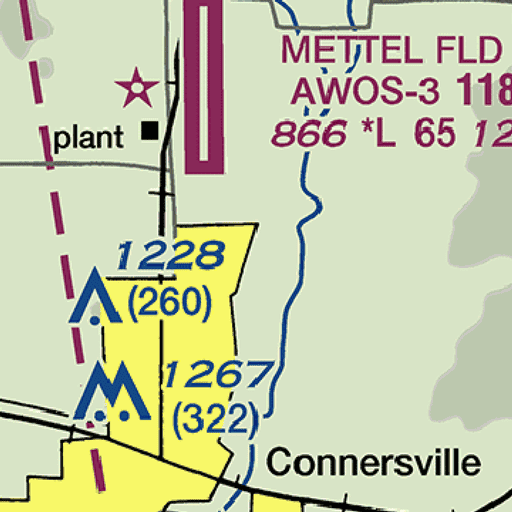 METTEL FLD
AWOS-3 118
866 *L 65 12
plant
1228
(260)
1267
(322)
Connersville